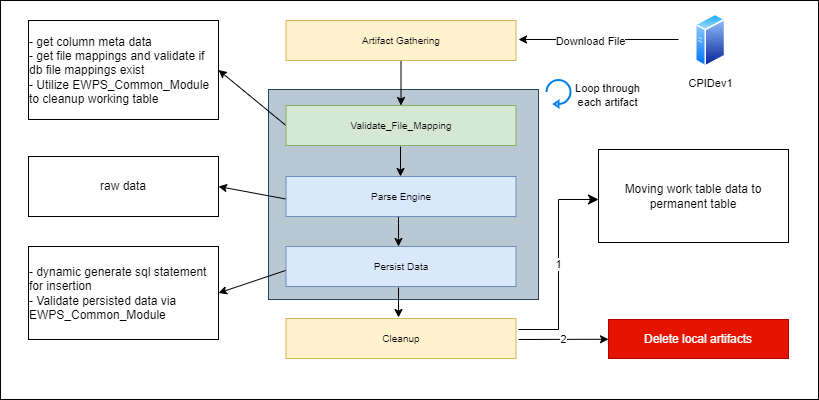 - get column meta data
- get file mappings and validate if
db file mappings exist
- Utilize EWPS_Common_Module
to cleanup working table
Artifact Gathering
Download File
CPIDev1
Loop through
each artifact
Validate_File_Mapping
raw data
Parse Engine
Moving work table data to
permanent table
- dynamic generate sql statement
for insertion
- Validate persisted data via
EWPS_Common_Module
Persist Data
1
Cleanup
2
Delete local artifacts